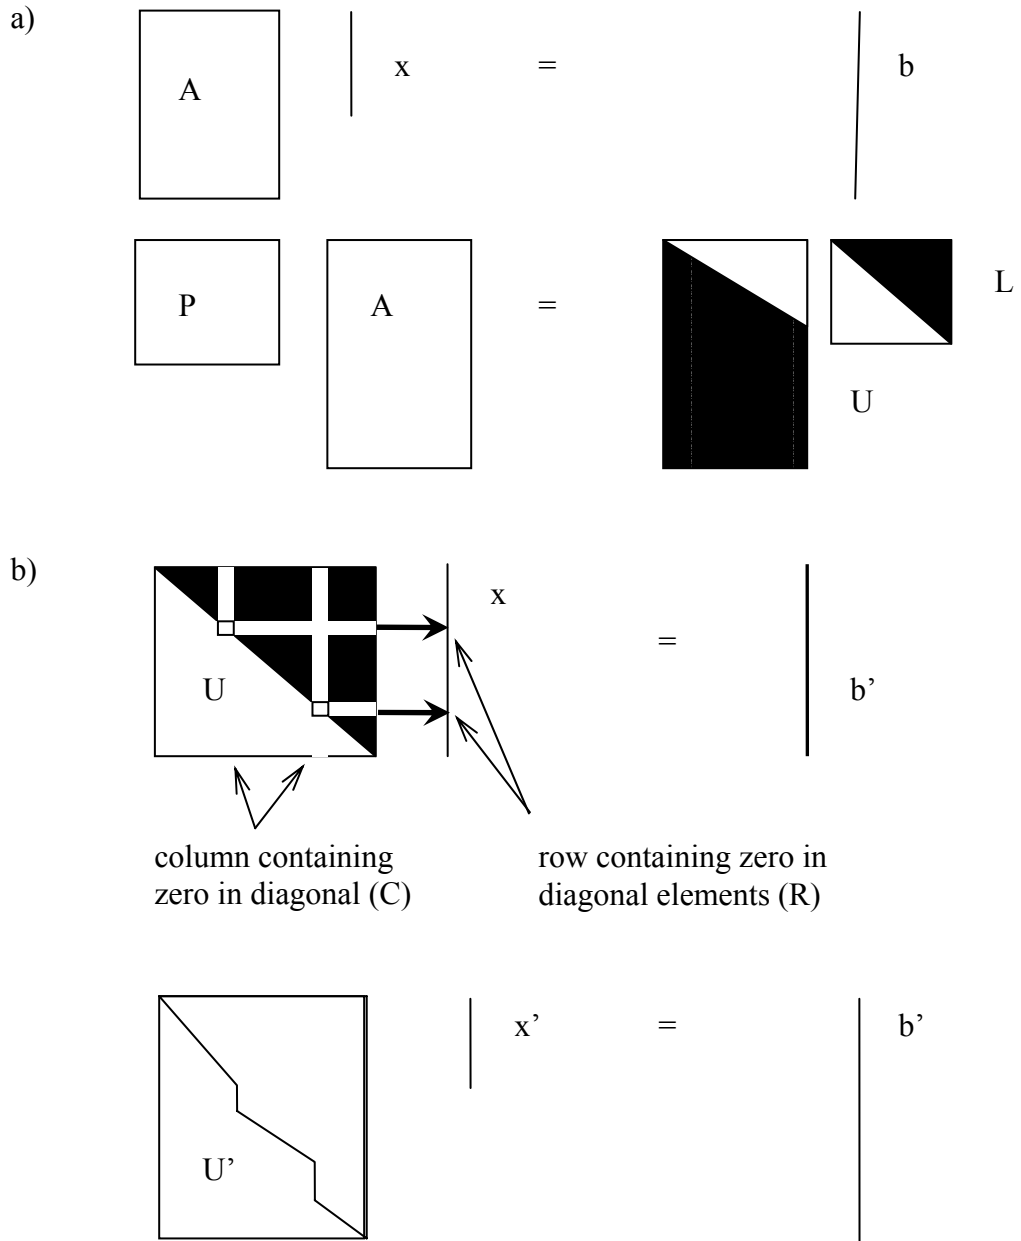 a)
A x = b
P A = L
U
b)
x
=
U b’
column containing row containing zero in
zero in diagonal (C) diagonal elements (R)
x’ = b’
U’